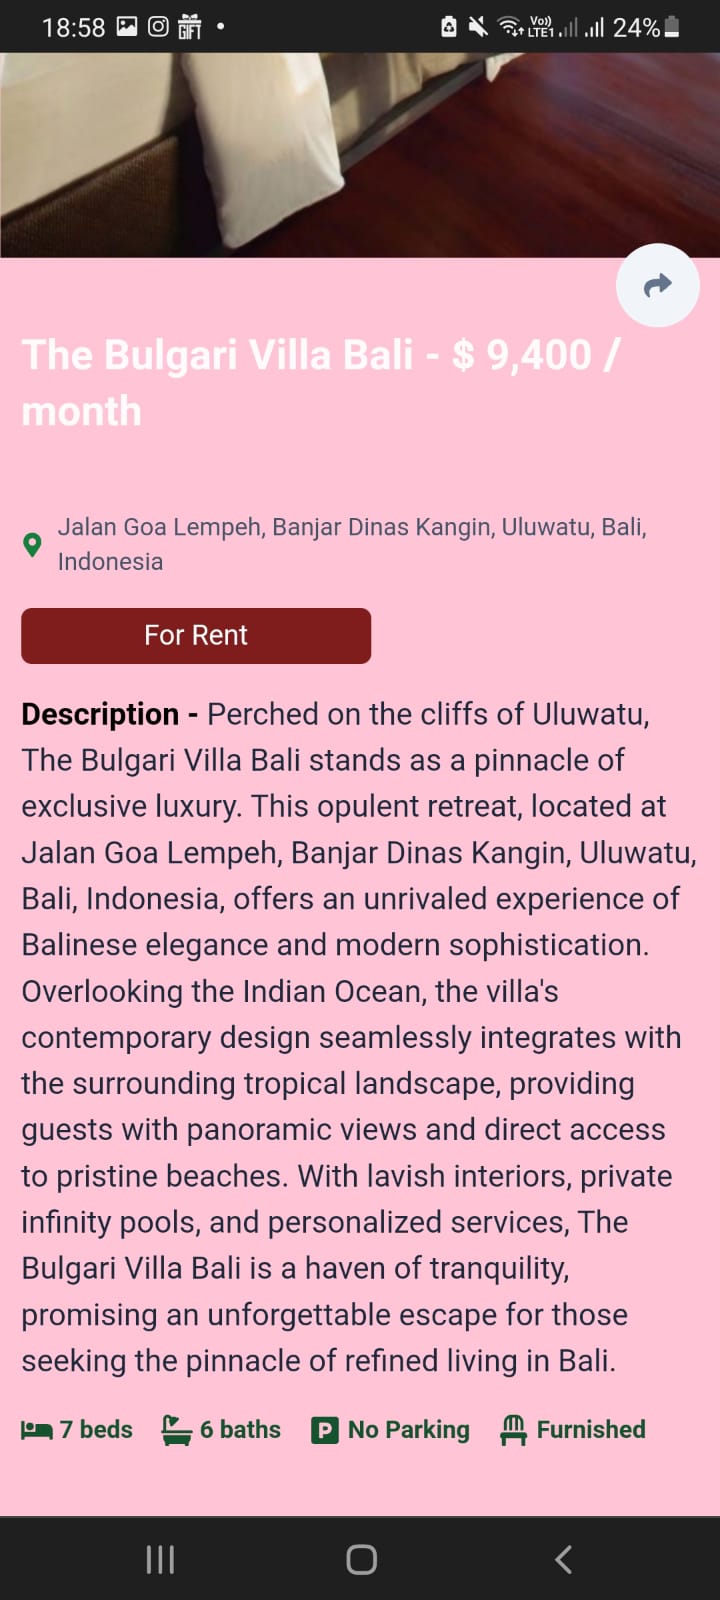 18:58 GIFT Vo)) LTE1 24%
The Bulgari Villa Bali - $ 9,400 /
month
Jalan Goa Lempeh, Banjar Dinas Kangin, Uluwatu, Bali,
Indonesia
For Rent
Description - Perched on the cliffs of Uluwatu,
The Bulgari Villa Bali stands as a pinnacle of
exclusive luxury. This opulent retreat, located at
Jalan Goa Lempeh, Banjar Dinas Kangin, Uluwatu,
Bali, Indonesia, offers an unrivaled experience of
Balinese elegance and modern sophistication.
Overlooking the Indian Ocean, the villa's
contemporary design seamlessly integrates with
the surrounding tropical landscape, providing
guests with panoramic views and direct access
to pristine beaches. With lavish interiors, private
infinity pools, and personalized services, The
Bulgari Villa Bali is a haven of tranquility,
promising an unforgettable escape for those
seeking the pinnacle of refined living in Bali.
7 beds 6 baths P No Parking Furnished